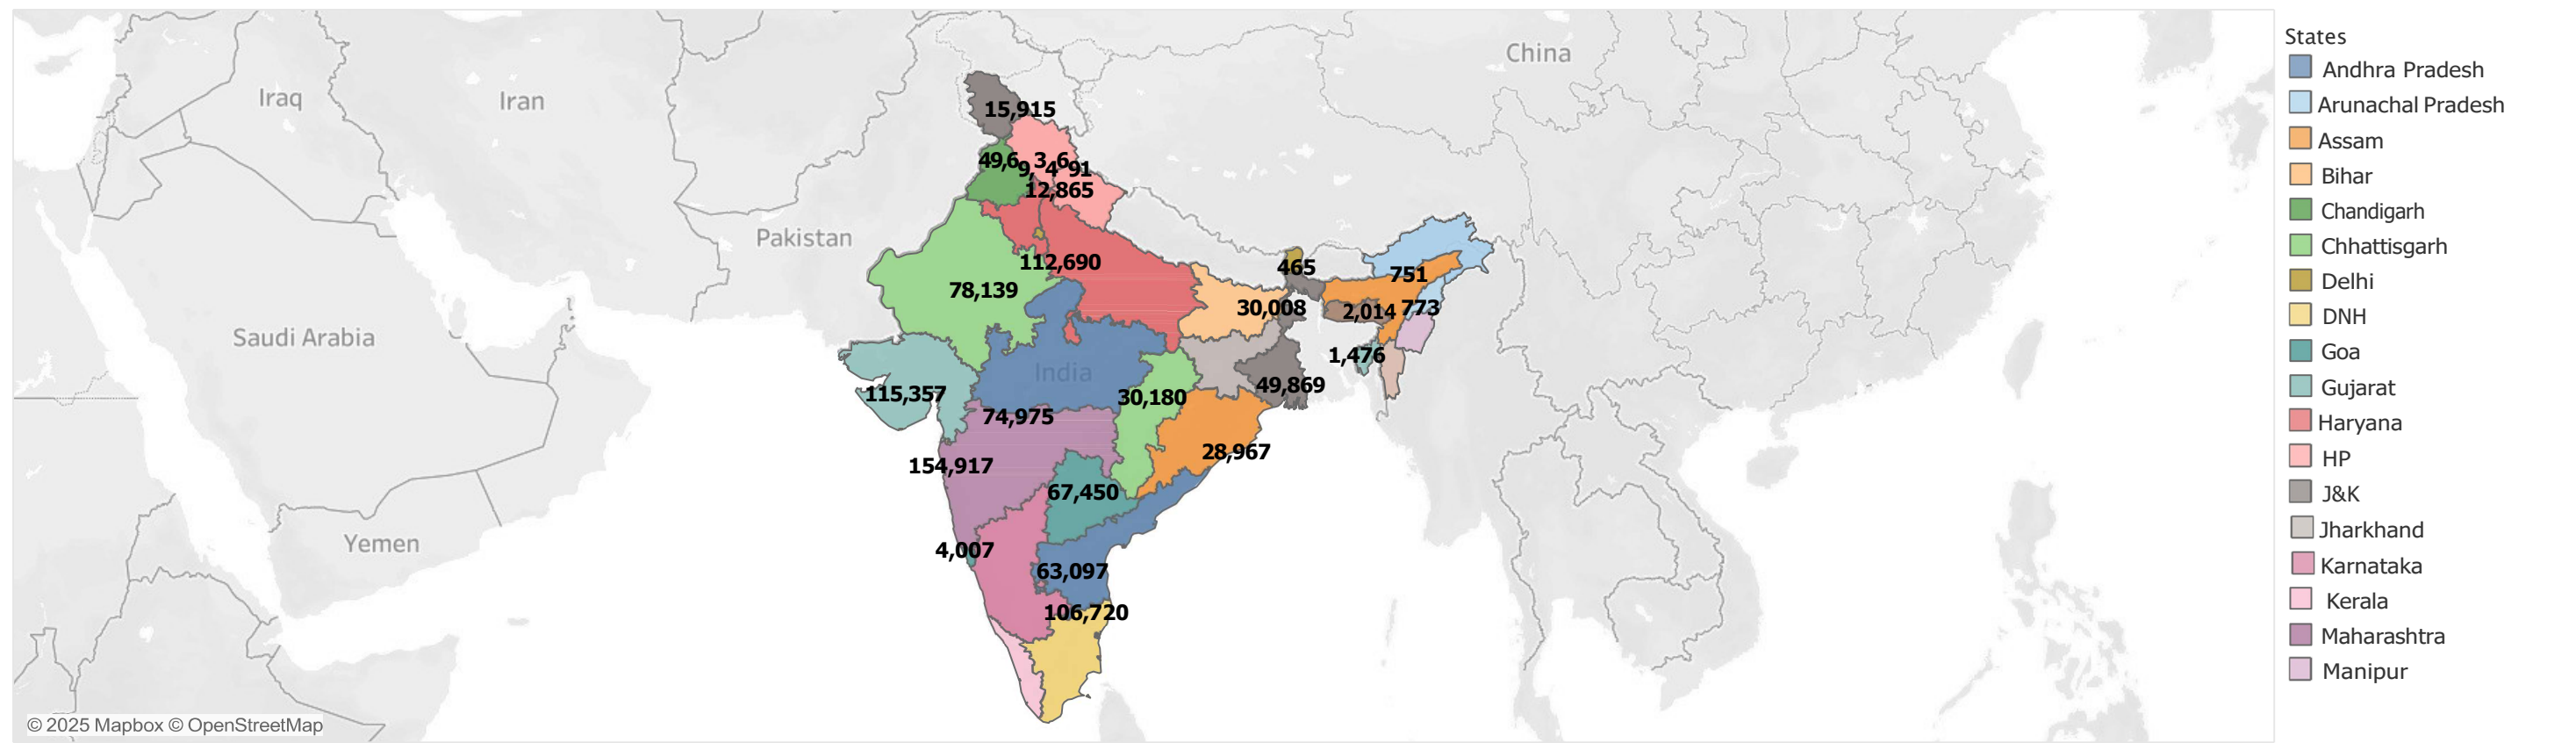 China
Iraq
Iran
15,915
49,6
12,865
Pakistan
112,690
465
751
78,139
30,008
2,014
773
Saudi Arabia
1,476
India
49,869
115,357
30,180
74,975
28,967
154,917
67,450
Yemen
4,007
63,097
106,720
© 2025 Mapbox © OpenStreetMap
States
Andhra Pradesh
Arunachal Pradesh
Assam
Bihar
Chandigarh
Chhattisgarh
Delhi
DNH
Goa
Gujarat
Haryana
HP
J&K
Jharkhand
Karnataka
Kerala
Maharashtra
Manipur